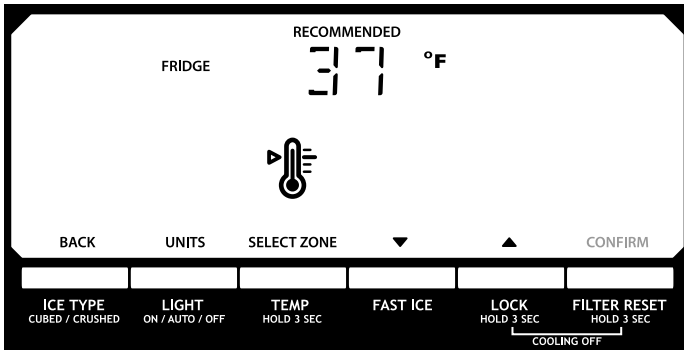 RECOMMENDED
FRIDGE 37 °F
BACK UNITS SELECT ZONE ▼ ▲ CONFIRM
ICE TYPE LIGHT TEMP FAST ICE LOCK FILTER RESET
CUBED / CRUSHED ON / AUTO / OFF HOLD 3 SEC HOLD 3 SEC HOLD 3 SEC
COOLING OFF